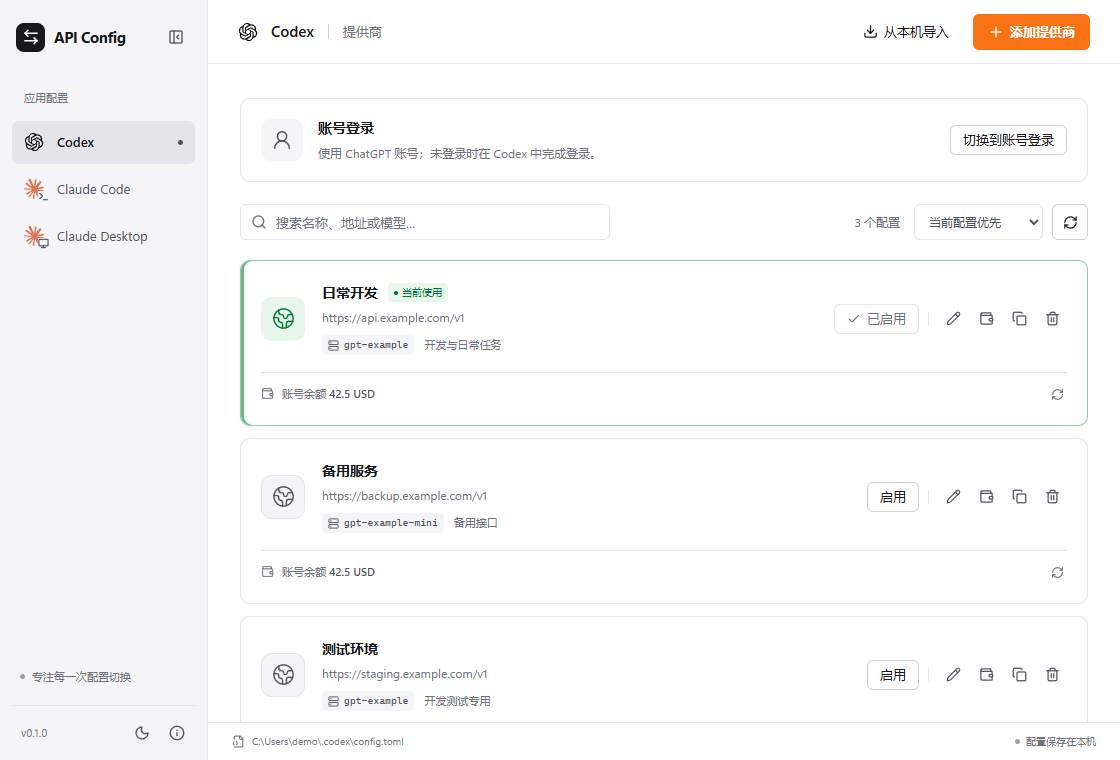 API Config
应用配置
Codex
Claude Code
Claude Desktop
专注每一次配置切换
v0.1.0
Codex
提供商
从本机导入
添加提供商
账号登录
使用 ChatGPT 账号；未登录时在 Codex 中完成登录。
切换到账号登录
搜索名称、地址或模型...
3 个配置
当前配置优先
日常开发
当前使用
https://api.example.com/v1
gpt-example
开发与日常任务
已启用
账号余额 42.5 USD
备用服务
https://backup.example.com/v1
gpt-example-mini
备用接口
启用
账号余额 42.5 USD
测试环境
https://staging.example.com/v1
gpt-example
开发测试专用
启用
C:\Users\demo\.codex\config.toml
配置保存在本机